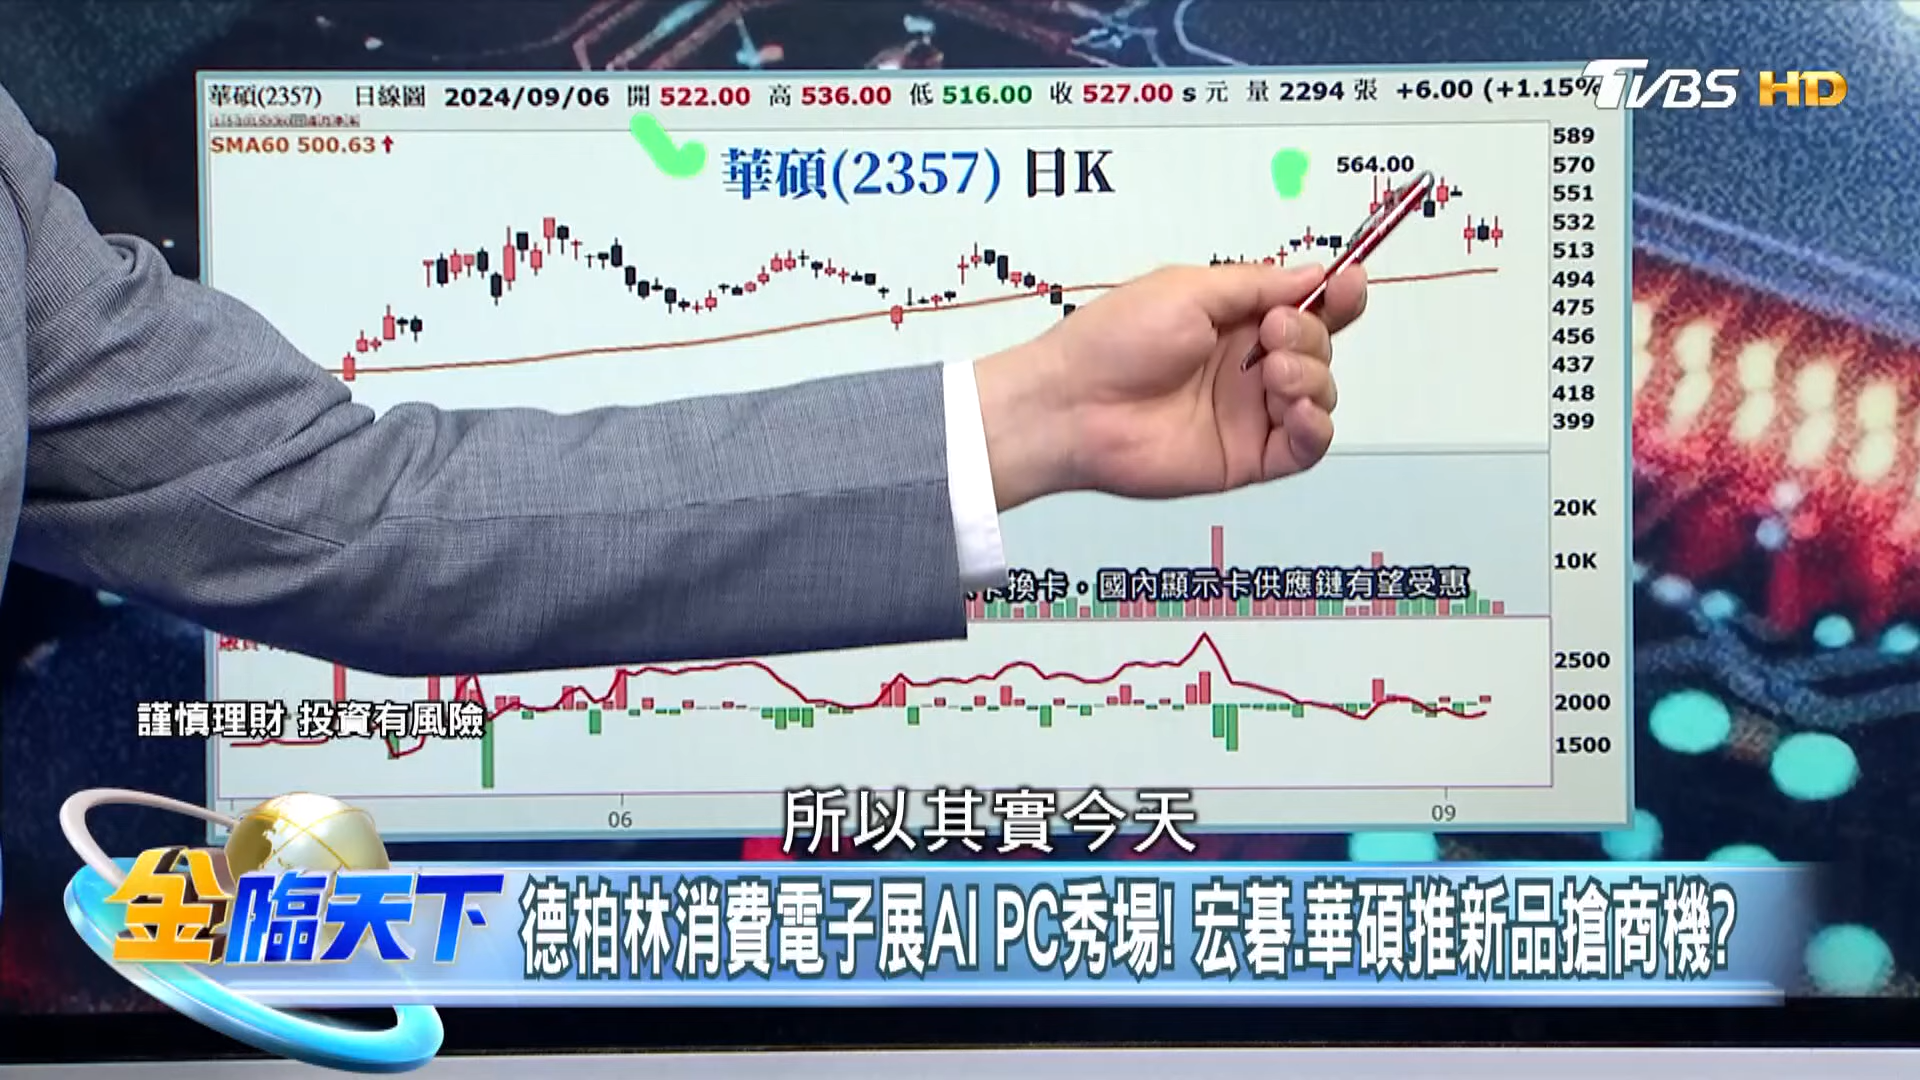 華碩(2357) 日線圖 2024/09/06 開 522.00 高 536.00 低 516.00 收 527.00 s 元 量 2294 張 +6.00 (+1.15%
TVBS HD
SMA60 500.63↑
華碩(2357) 日K
564.00
589
570
551
532
513
494
475
456
437
418
399
20K
10K
換卡，國內顯示卡供應鏈有望受惠
2500
2000
1500
謹慎理財 投資有風險
06
09
所以其實今天
金臨天下
德柏林消費電子展AI PC秀場! 宏碁.華碩推新品搶商機?